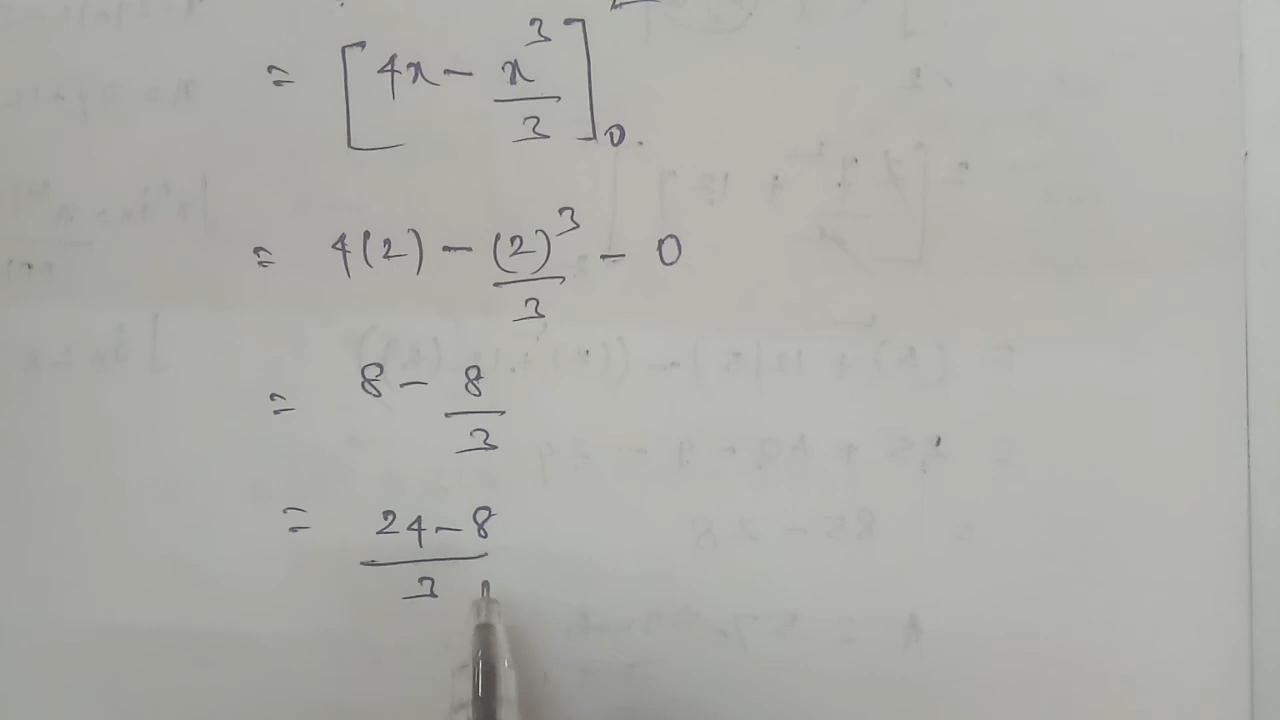 = [4x - x³/3]₀
= 4(2) - (2)³/3 - 0
= 8 - 8/3
= 24-8/3